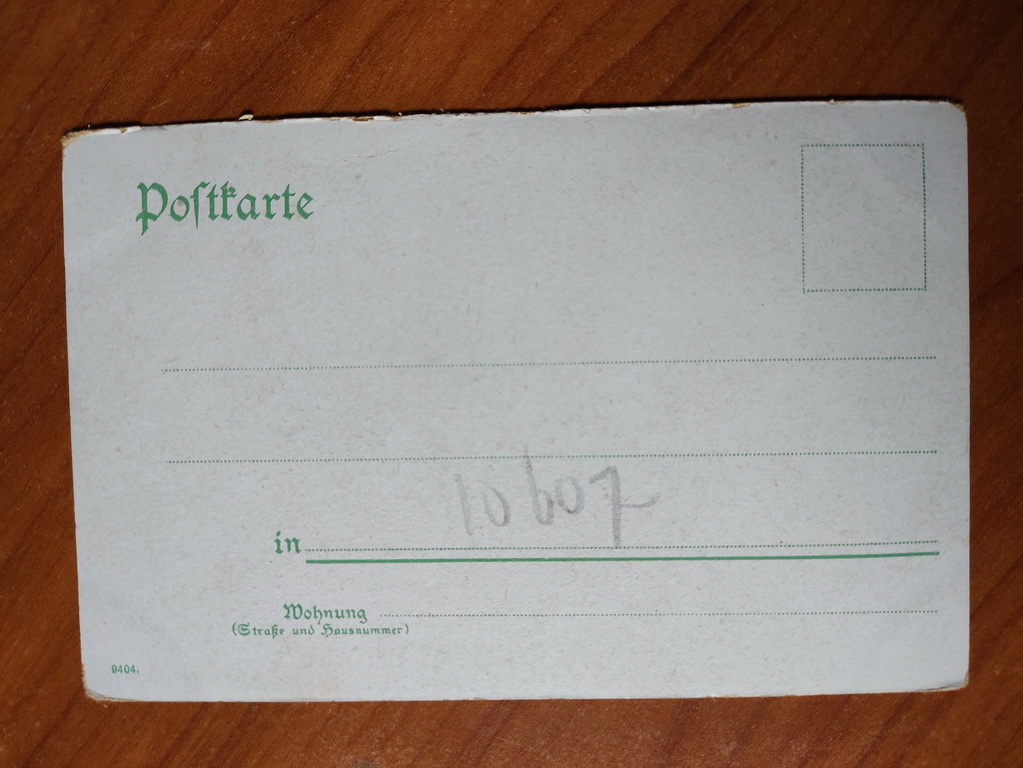 Postkarte
10607
in
Wohnung
(Straße und Hausnummer)
9404.